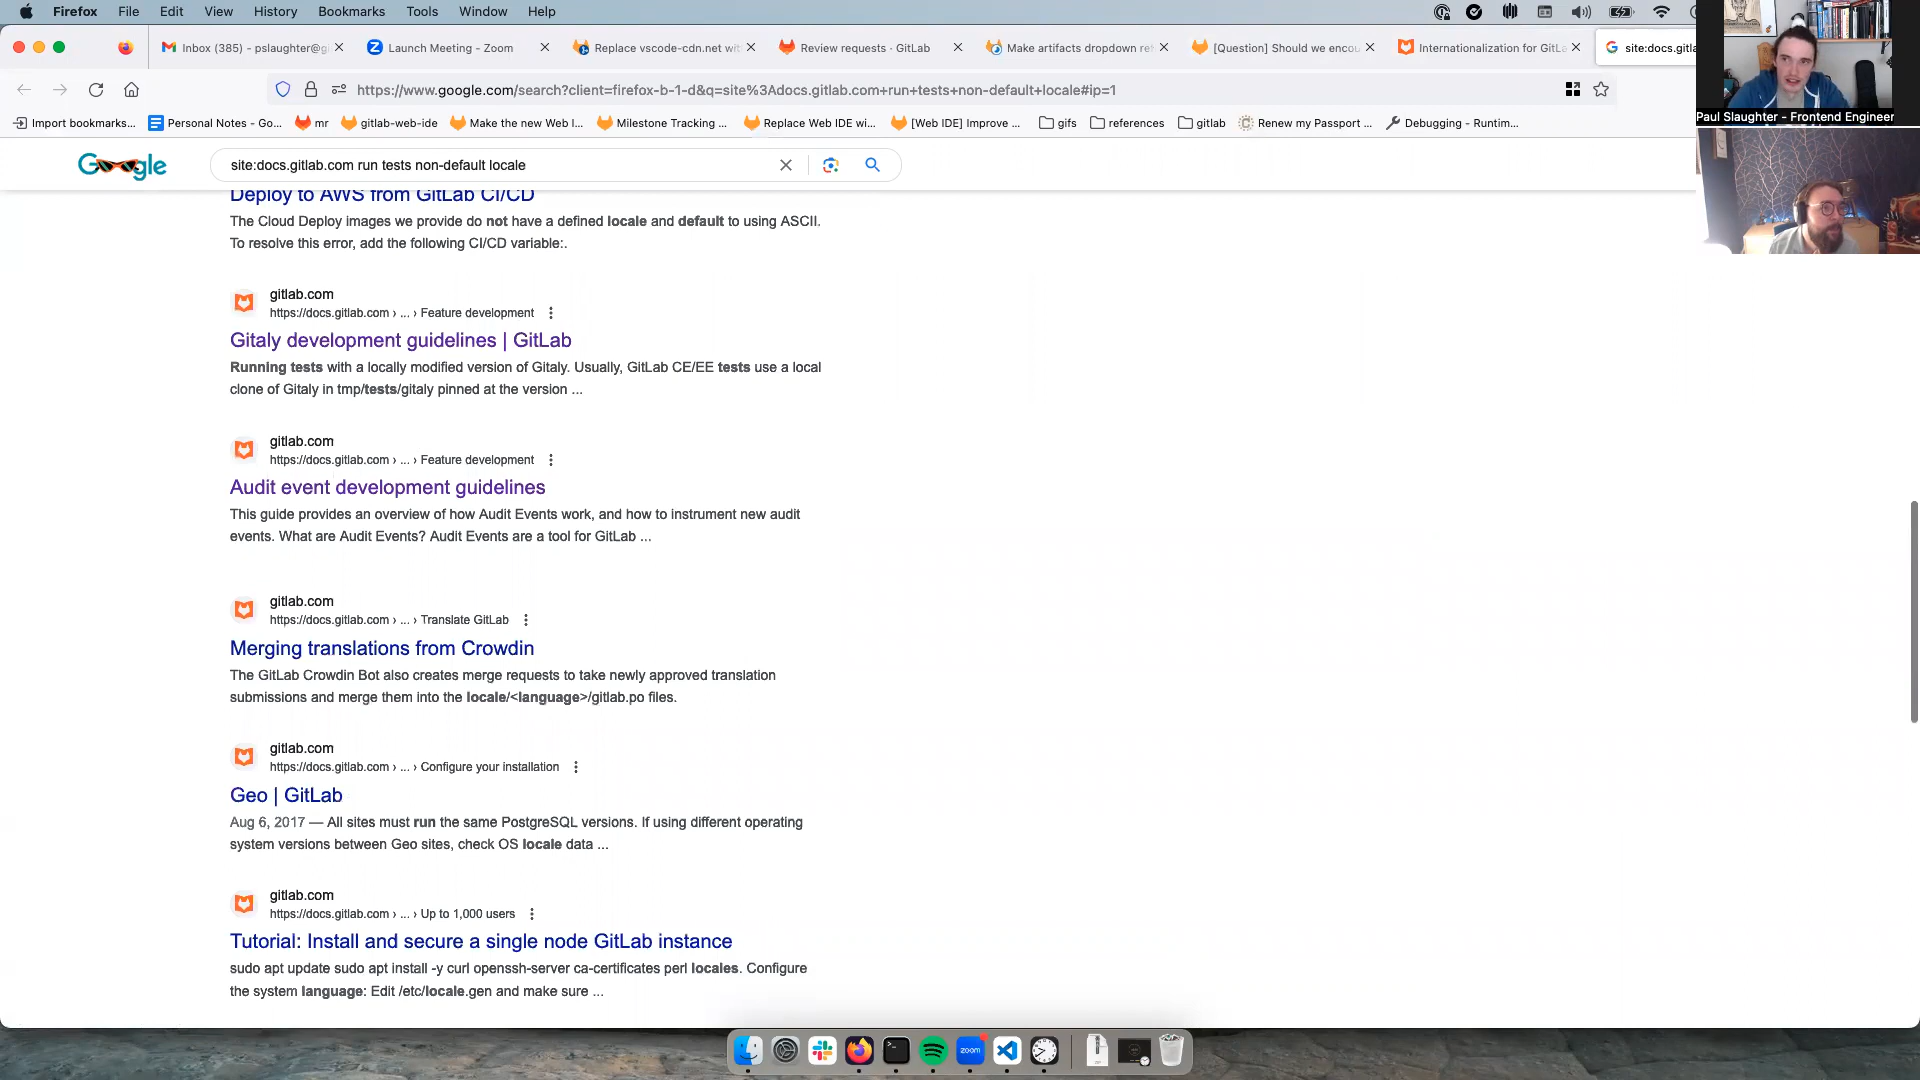 Firefox File Edit View History Bookmarks Tools Window Help
Inbox (385) - pslaughter@gi
Launch Meeting - Zoom
Replace vscode-cdn.net wit
Review requests · GitLab
Make artifacts dropdown ret
[Question] Should we encou
Internationalization for GitLa
site:docs.gitla
https://www.google.com/search?client=firefox-b-1-d&q=site%3Adocs.gitlab.com+run+tests+non-default+locale#ip=1
Import bookmarks...
Personal Notes - Go...
mr
gitlab-web-ide
Make the new Web I...
Milestone Tracking ...
Replace Web IDE wi...
[Web IDE] Improve ...
gifs
references
gitlab
Renew my Passport ...
Debugging - Runtim...
Paul Slaughter - Frontend Engineer
Google
site:docs.gitlab.com run tests non-default locale
Deploy to AWS from GitLab CI/CD
The Cloud Deploy images we provide do not have a defined locale and default to using ASCII.
To resolve this error, add the following CI/CD variable:.
gitlab.com
https://docs.gitlab.com › ... › Feature development
Gitaly development guidelines | GitLab
Running tests with a locally modified version of Gitaly. Usually, GitLab CE/EE tests use a local
clone of Gitaly in tmp/tests/gitaly pinned at the version ...
gitlab.com
https://docs.gitlab.com › ... › Feature development
Audit event development guidelines
This guide provides an overview of how Audit Events work, and how to instrument new audit
events. What are Audit Events? Audit Events are a tool for GitLab ...
gitlab.com
https://docs.gitlab.com › ... › Translate GitLab
Merging translations from Crowdin
The GitLab Crowdin Bot also creates merge requests to take newly approved translation
submissions and merge them into the locale/<language>/gitlab.po files.
gitlab.com
https://docs.gitlab.com › ... › Configure your installation
Geo | GitLab
Aug 6, 2017 — All sites must run the same PostgreSQL versions. If using different operating
system versions between Geo sites, check OS locale data ...
gitlab.com
https://docs.gitlab.com › ... › Up to 1,000 users
Tutorial: Install and secure a single node GitLab instance
sudo apt update sudo apt install -y curl openssh-server ca-certificates perl locales. Configure
the system language: Edit /etc/locale.gen and make sure ...
zoom